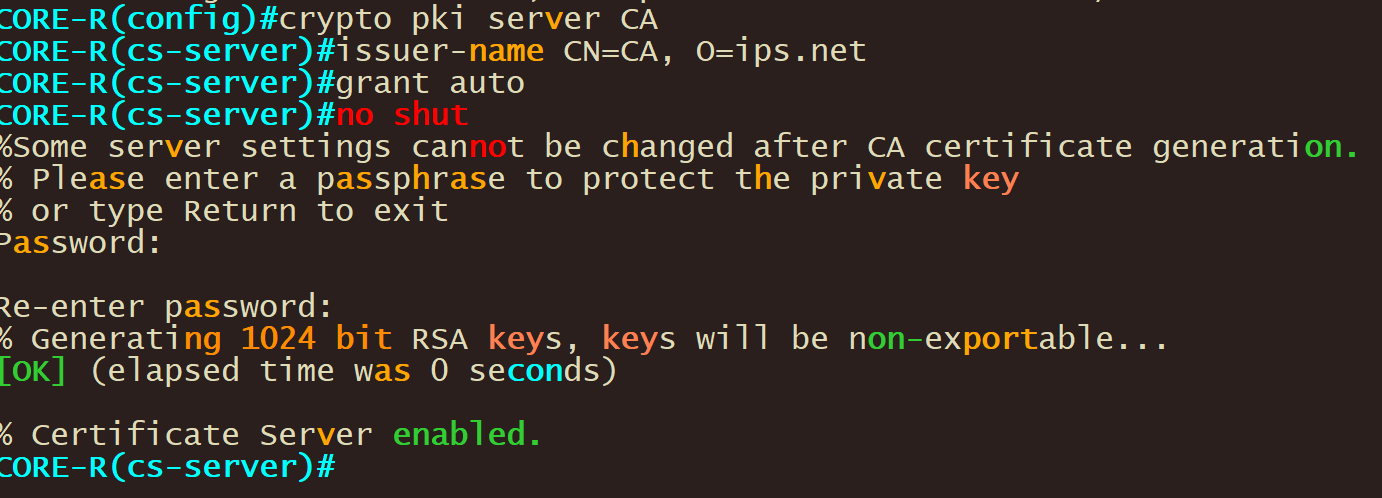 CORE-R(config)#crypto pki server CA
CORE-R(cs-server)#issuer-name CN=CA, O=ips.net
CORE-R(cs-server)#grant auto
CORE-R(cs-server)#no shut
%Some server settings cannot be changed after CA certificate generation.
% Please enter a passphrase to protect the private key
% or type Return to exit
Password:
Re-enter password:
% Generating 1024 bit RSA keys, keys will be non-exportable...
[OK] (elapsed time was 0 seconds)
% Certificate Server enabled.
CORE-R(cs-server)#